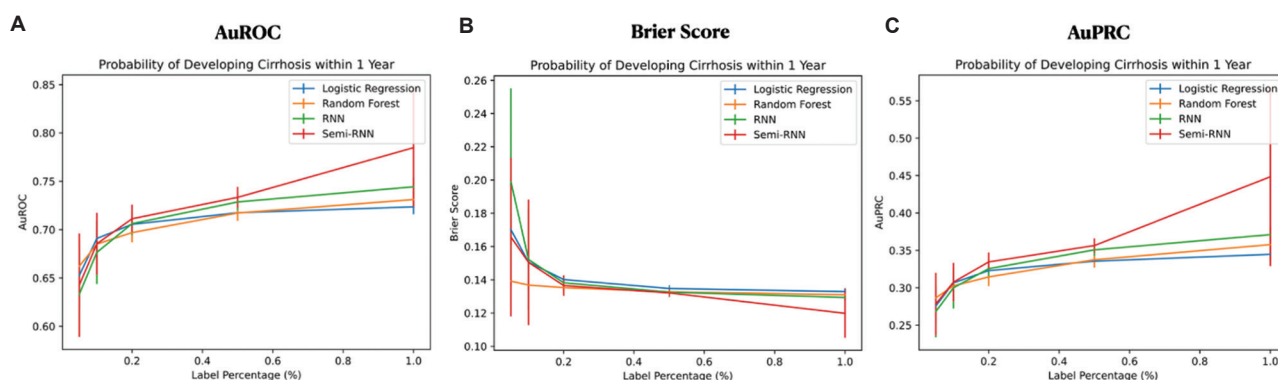 A
AuROC
Probability of Developing Cirrhosis within 1 Year
Logistic Regression
Random Forest
RNN
Semi-RNN
0.85
0.80
0.75
0.70
0.65
0.60
AuROC
0.2
0.4
0.6
0.8
1.0
Label Percentage (%)
B
Brier Score
Probability of Developing Cirrhosis within 1 Year
Logistic Regression
Random Forest
RNN
Semi-RNN
0.26
0.24
0.22
0.20
0.18
0.16
0.14
0.12
0.10
Brier Score
0.2
0.4
0.6
0.8
1.0
Label Percentage (%)
C
AuPRC
Probability of Developing Cirrhosis within 1 Year
Logistic Regression
Random Forest
RNN
Semi-RNN
0.55
0.50
0.45
0.40
0.35
0.30
0.25
AuPRC
0.2
0.4
0.6
0.8
1.0
Label Percentage (%)